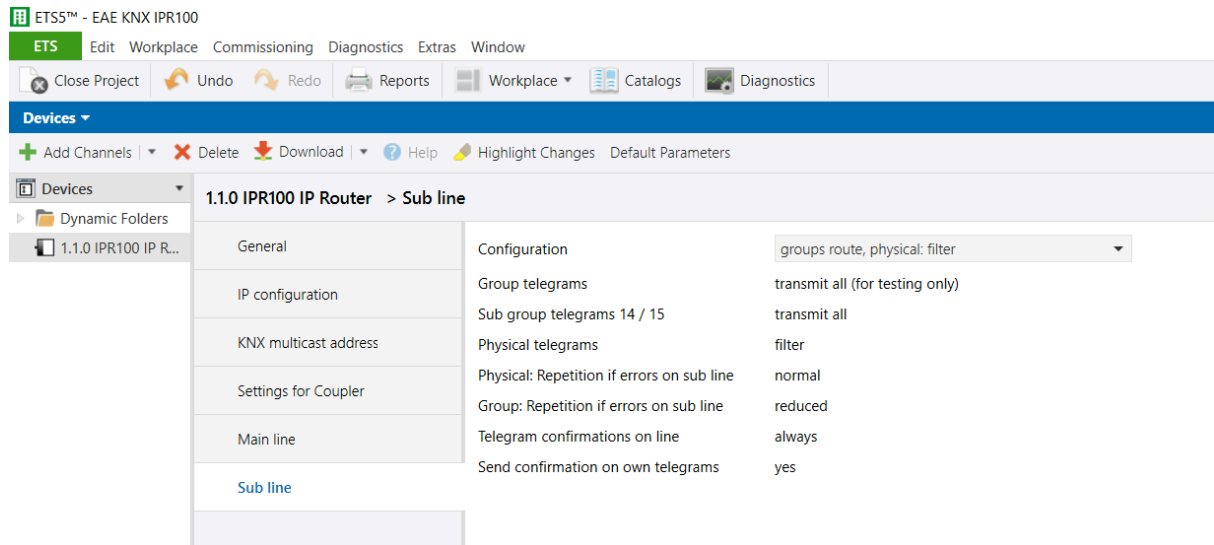 ETS5™ - EAE KNX IPR100
ETS Edit Workplace Commissioning Diagnostics Extras Window
Close Project Undo Redo Reports Workplace Catalogs Diagnostics
Devices
Add Channels Delete Download Help Highlight Changes Default Parameters
Devices
Dynamic Folders
1.1.0 IPR100 IP R...
1.1.0 IPR100 IP Router > Sub line
General
IP configuration
KNX multicast address
Settings for Coupler
Main line
Sub line
Configuration groups route, physical: filter
Group telegrams transmit all (for testing only)
Sub group telegrams 14 / 15 transmit all
Physical telegrams filter
Physical: Repetition if errors on sub line normal
Group: Repetition if errors on sub line reduced
Telegram confirmations on line always
Send confirmation on own telegrams yes